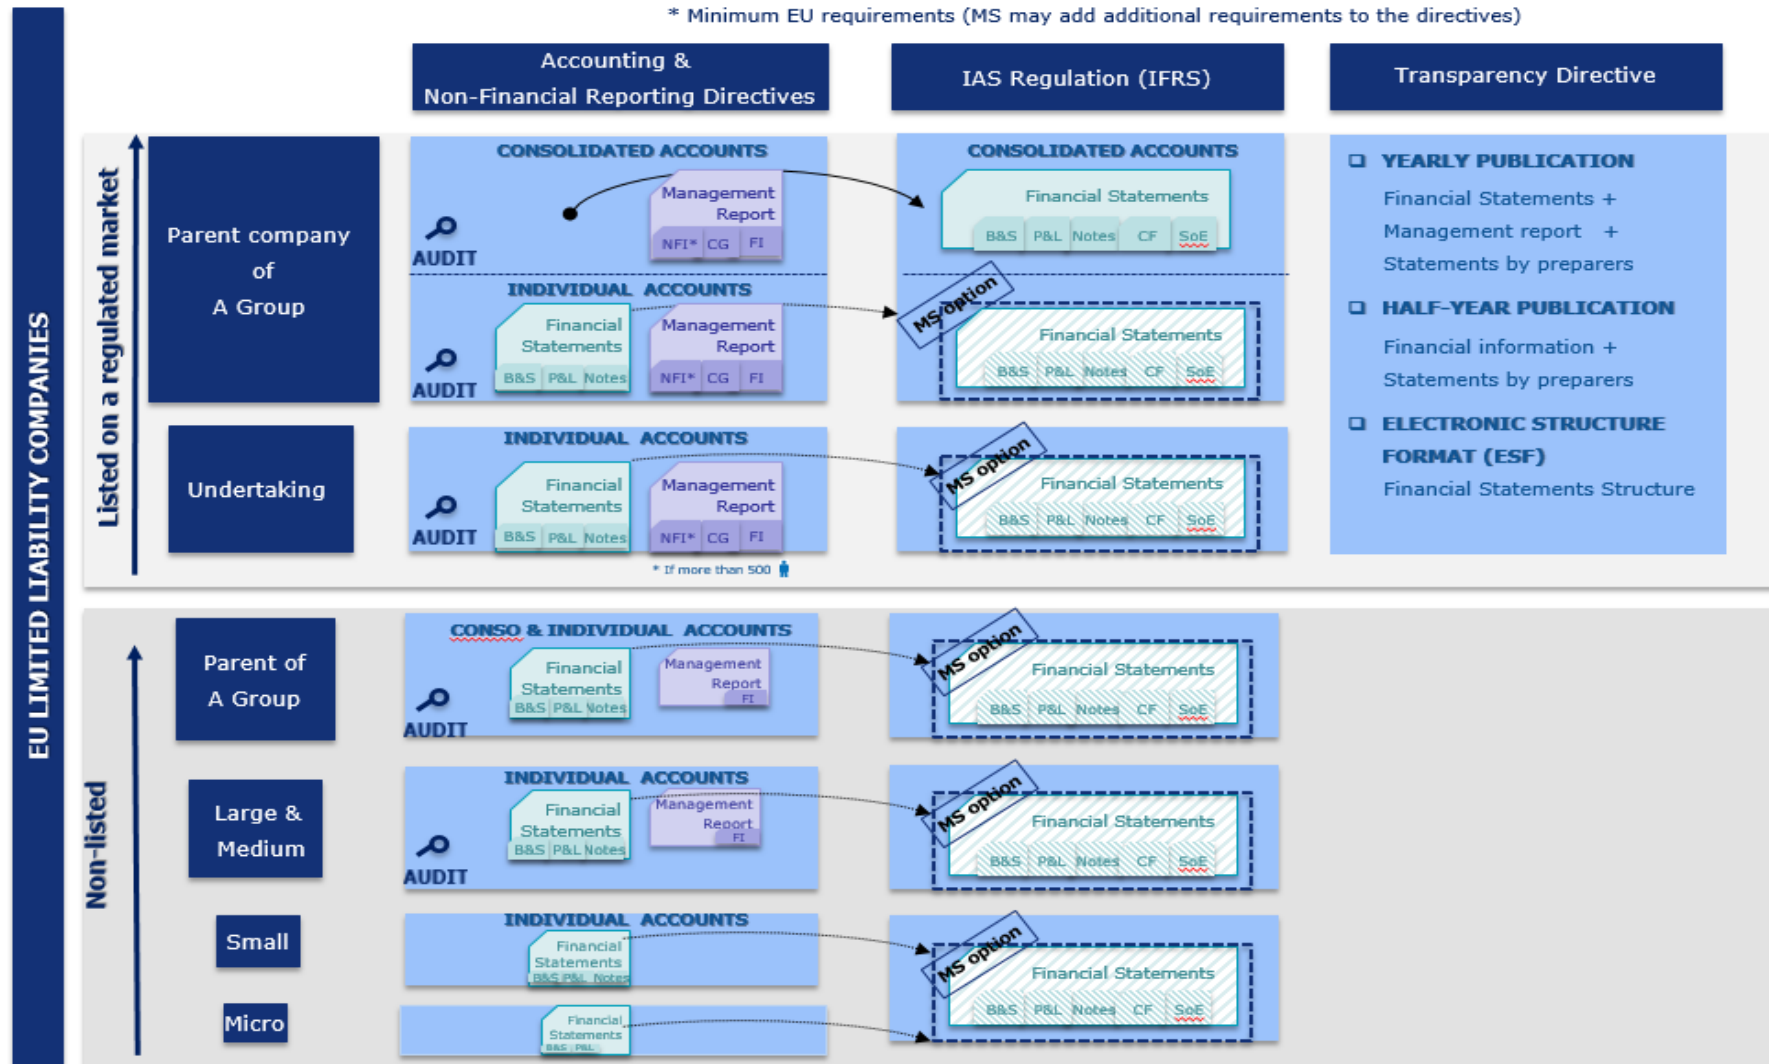 * Minimum EU requirements (MS may add additional requirements to the directives)
EU LIMITED LIABILITY COMPANIES
Accounting &
Non-Financial Reporting Directives
IAS Regulation (IFRS)
Transparency Directive
Listed on a regulated market
Parent company
of
A Group
CONSOLIDATED ACCOUNTS
AUDIT
Management
Report
NFI* CG FI
CONSOLIDATED ACCOUNTS
Financial Statements
B&S P&L Notes CF SoE
INDIVIDUAL ACCOUNTS
AUDIT
Financial
Statements
B&S P&L Notes
Management
Report
NFI* CG FI
MS option
Financial Statements
B&S P&L Notes CF SoE
Undertaking
INDIVIDUAL ACCOUNTS
AUDIT
Financial
Statements
B&S P&L Notes
Management
Report
NFI* CG FI
* If more than 500
MS option
Financial Statements
B&S P&L Notes CF SoE
YEARLY PUBLICATION
Financial Statements +
Management report +
Statements by preparers
HALF-YEAR PUBLICATION
Financial information +
Statements by preparers
ELECTRONIC STRUCTURE
FORMAT (ESF)
Financial Statements Structure
Non-listed
Parent of
A Group
CONSO & INDIVIDUAL ACCOUNTS
AUDIT
Financial
Statements
B&S P&L Notes
Management
Report
FI
MS option
Financial Statements
B&S P&L Notes CF SoE
Large &
Medium
INDIVIDUAL ACCOUNTS
AUDIT
Financial
Statements
B&S P&L Notes
Management
Report
FI
MS option
Financial Statements
B&S P&L Notes CF SoE
Small
INDIVIDUAL ACCOUNTS
Financial
Statements
B&S P&L Notes
MS option
Financial Statements
B&S P&L Notes CF SoE
Micro
Financial
Statements
B&S P&L